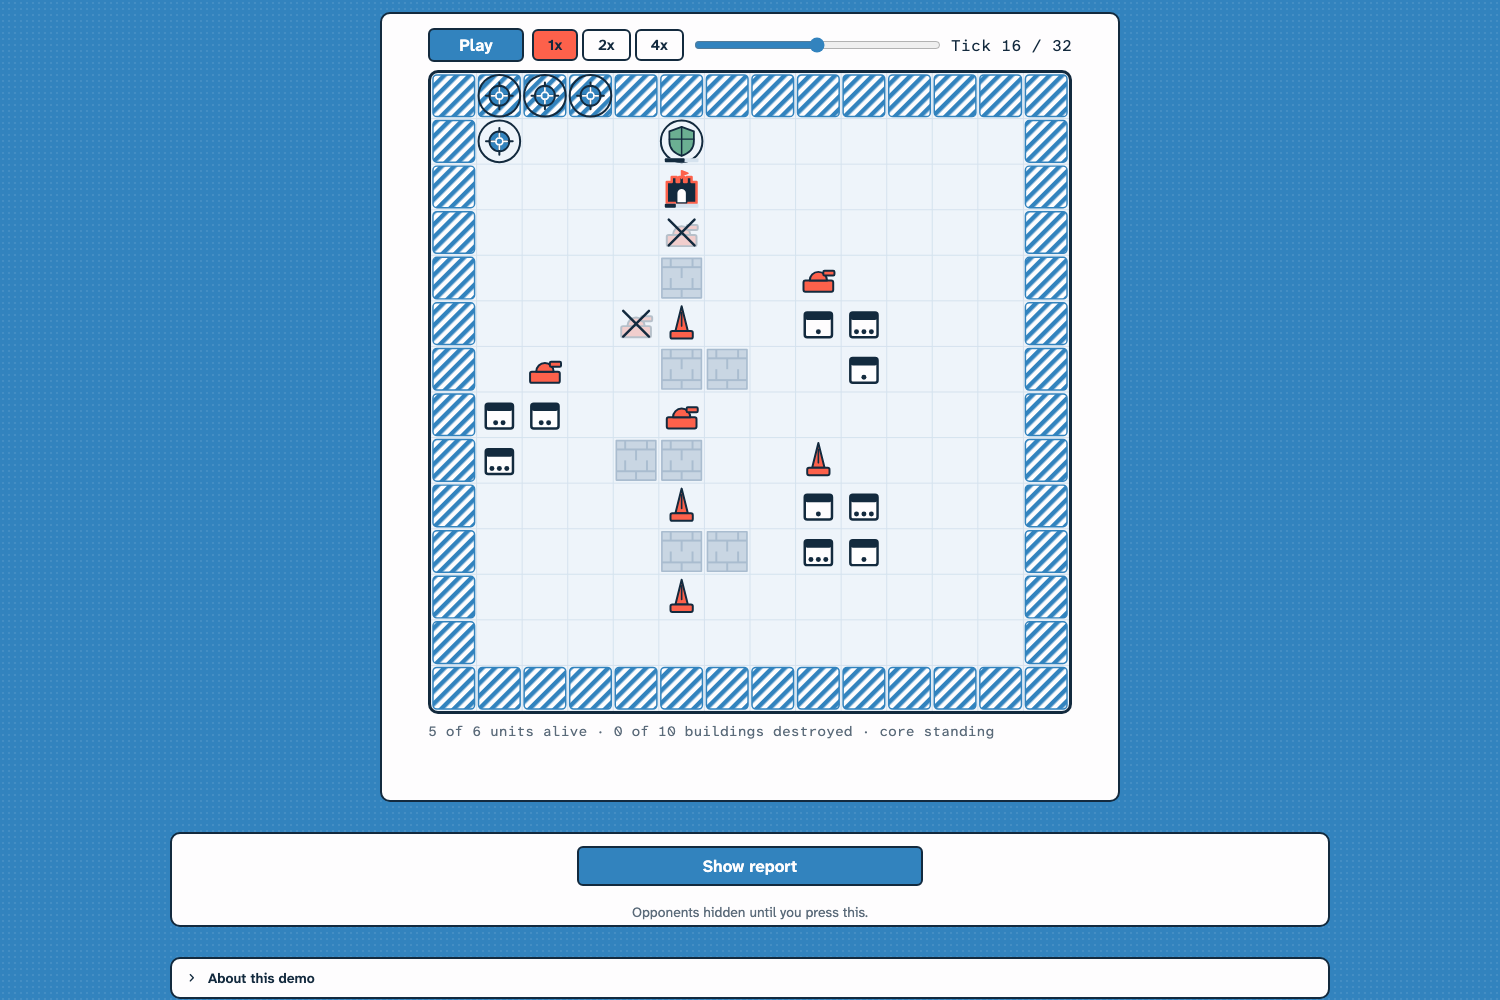 Play 1x 2x 4x Tick 16 / 32
5 of 6 units alive · 0 of 10 buildings destroyed · core standing
Show report
Opponents hidden until you press this.
About this demo